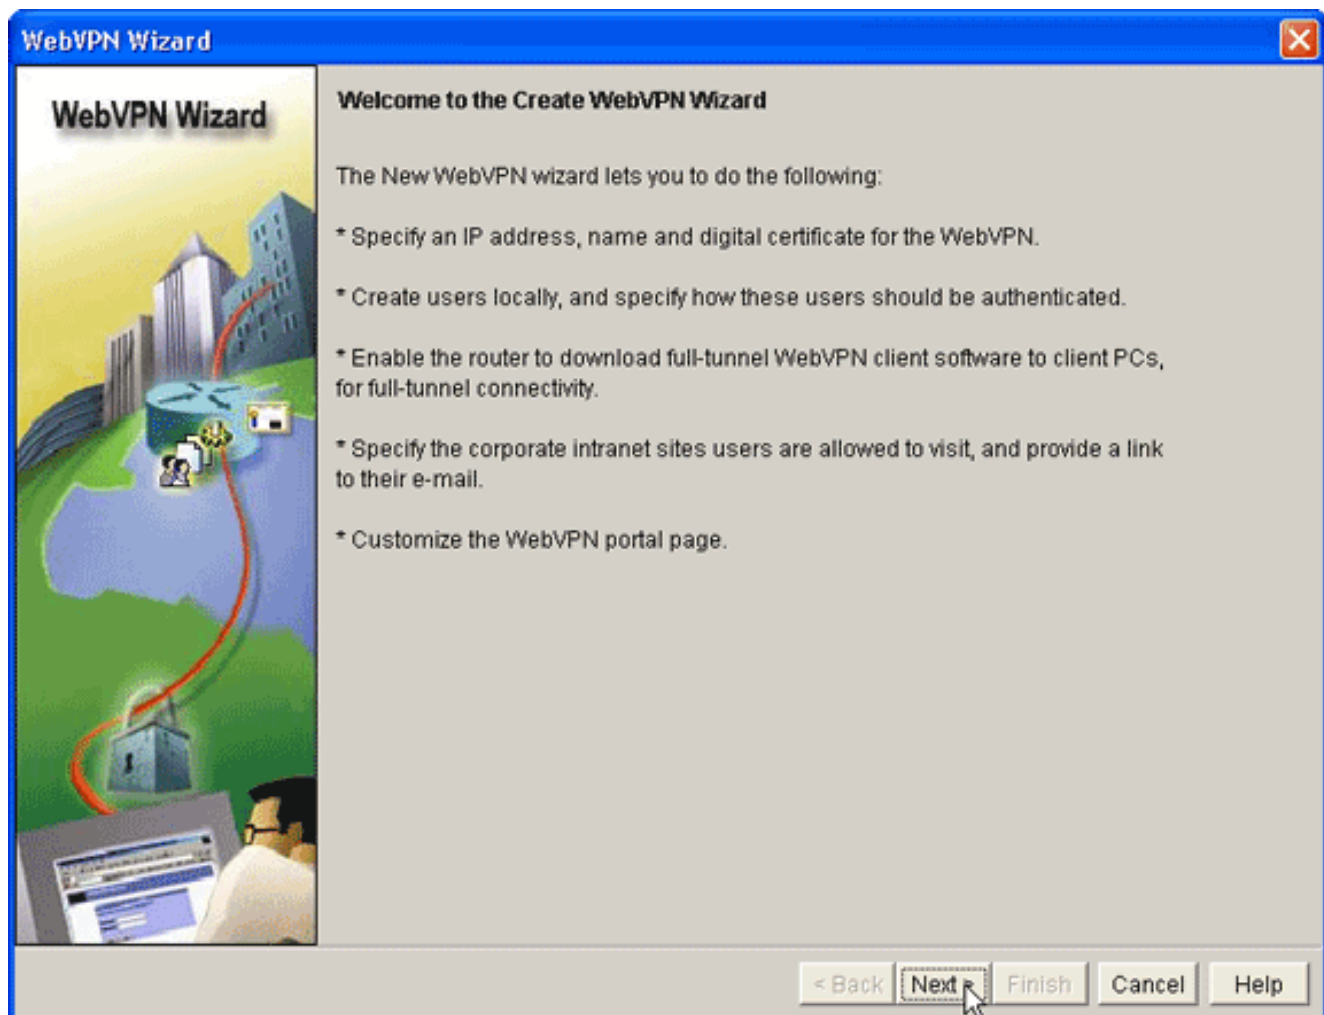 WebVPN Wizard
WebVPN Wizard
Welcome to the Create WebVPN Wizard
The New WebVPN wizard lets you to do the following:
* Specify an IP address, name and digital certificate for the WebVPN.
* Create users locally, and specify how these users should be authenticated.
* Enable the router to download full-tunnel WebVPN client software to client PCs,
for full-tunnel connectivity.
* Specify the corporate intranet sites users are allowed to visit, and provide a link
to their e-mail.
* Customize the WebVPN portal page.
< Back Next > Finish Cancel Help